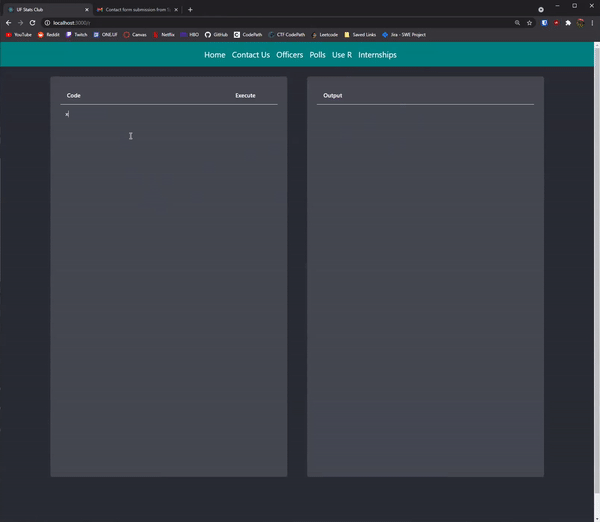 UF Stats Club
Contact form submission from S
localhost:3000/r
YouTube Reddit Twitch ONE.UF Canvas Netflix HBO GitHub CodePath CTF CodePath Leetcode Saved Links Jira - SWE Project
Home Contact Us Officers Polls Use R Internships
Code Execute
x
Output